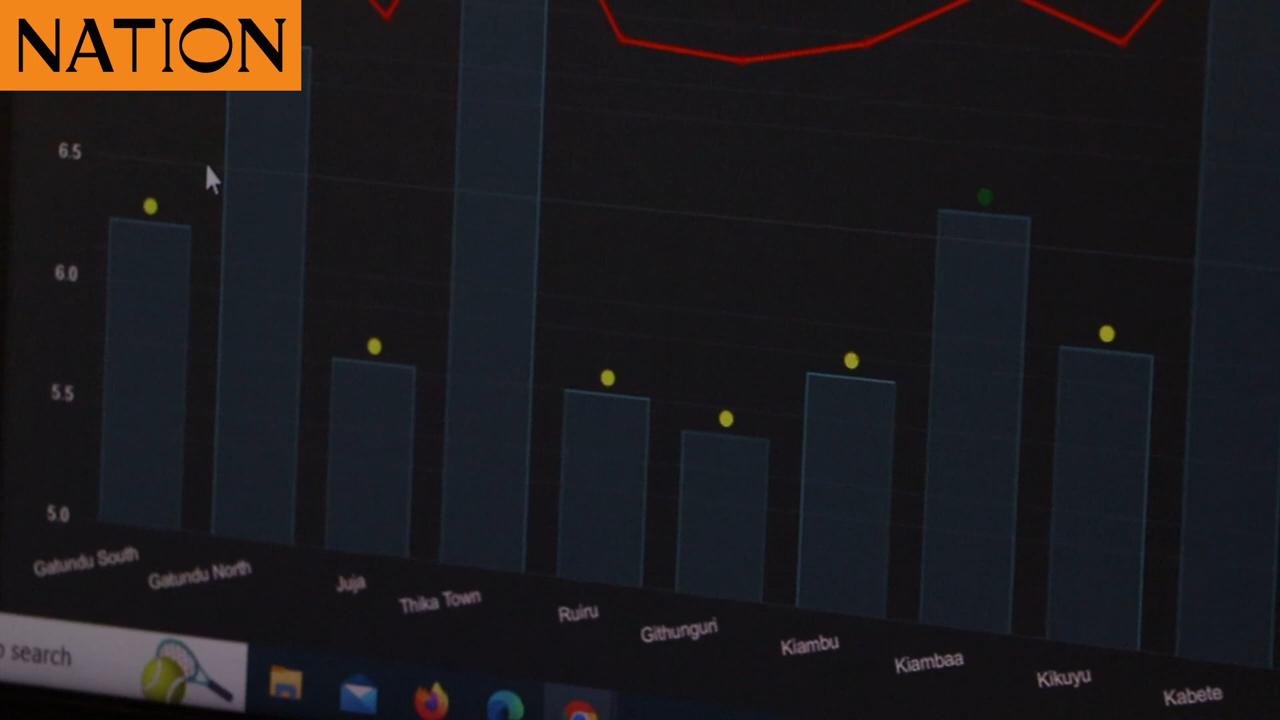 NATION
6.5
6.0
5.5
5.0
Gatundu South
Gatundu North
Juja
Thika Town
Ruiru
Githunguri
Kiambu
Kiambaa
Kikuyu
Kabete
search